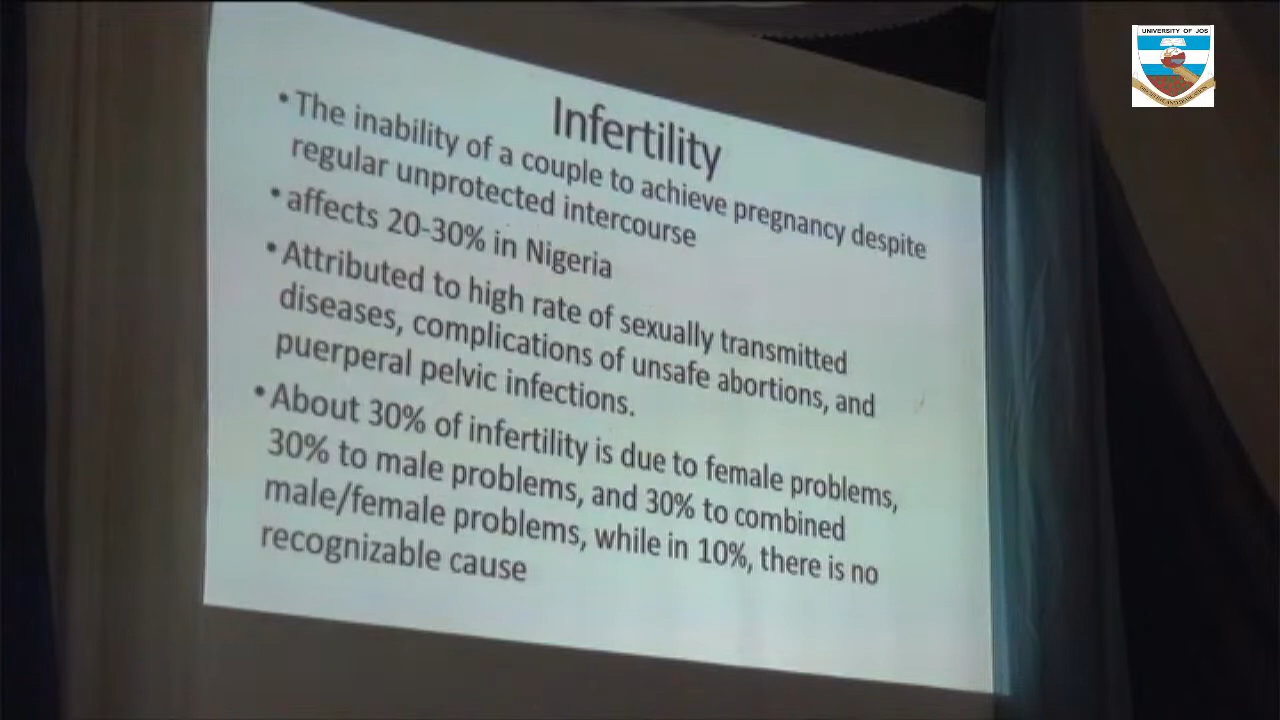 UNIVERSITY OF JOS
Infertility
• The inability of a couple to achieve pregnancy despite
regular unprotected intercourse
• affects 20-30% in Nigeria
• Attributed to high rate of sexually transmitted
diseases, complications of unsafe abortions, and
puerperal pelvic infections.
• About 30% of infertility is due to female problems,
30% to male problems, and 30% to combined
male/female problems, while in 10%, there is no
recognizable cause